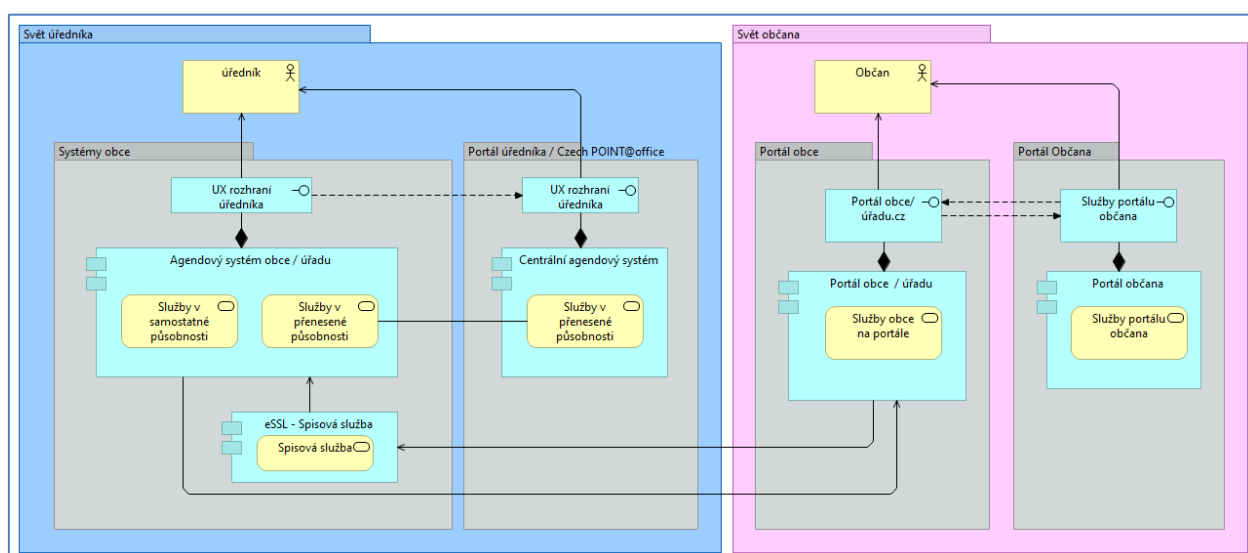 Svět úředníka
Svět občana
úředník
Občan
Systémy obce
Portál úředníka / Czech POINT@office
Portál obce
Portál Občana
UX rozhraní
úředníka
UX rozhraní
úředníka
Portál obce/
úřadu.cz
Služby portálu
občana
Agendový systém obce / úřadu
Centrální agendový systém
Portál obce / úřadu
Portál občana
Služby v
samostatné
působnosti
Služby v
přenesené
působnosti
Služby v
přenesené
působnosti
Služby obce
na portále
Služby portálu
občana
eSSL - Spisová služba
Spisová služba